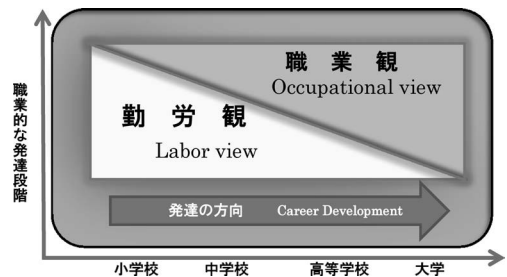 職業的な発達段階
職業観
Occupational view
勤労観
Labor view
発達の方向 Career Development
小学校 中学校 高等学校 大学